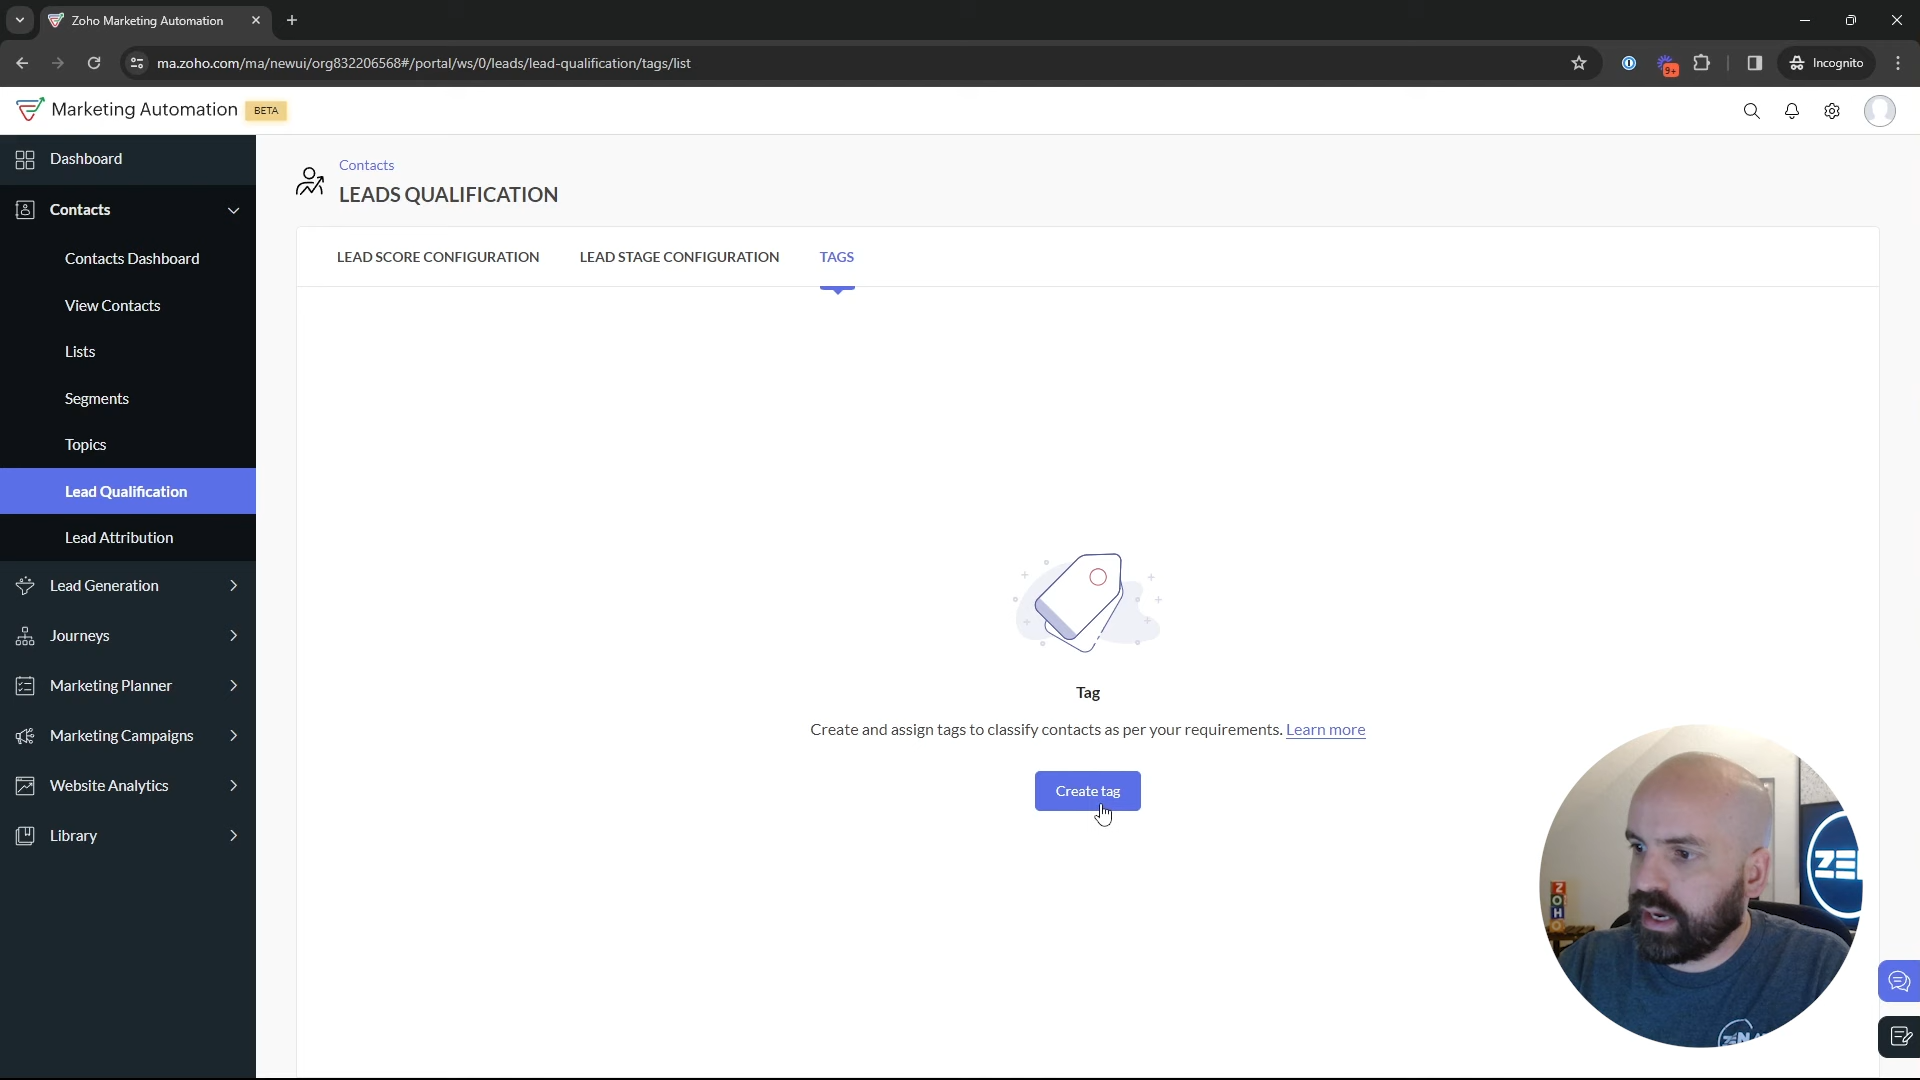 Zoho Marketing Automation
ma.zoho.com/ma/newui/org832206568#/portal/ws/0/leads/lead-qualification/tags/list
9+
Incognito
Marketing Automation BETA
Dashboard
Contacts
Contacts Dashboard
View Contacts
Lists
Segments
Topics
Lead Qualification
Lead Attribution
Lead Generation
Journeys
Marketing Planner
Marketing Campaigns
Website Analytics
Library
Contacts
LEADS QUALIFICATION
LEAD SCORE CONFIGURATION LEAD STAGE CONFIGURATION TAGS
Tag
Create and assign tags to classify contacts as per your requirements. Learn more
Create tag
ZOHO